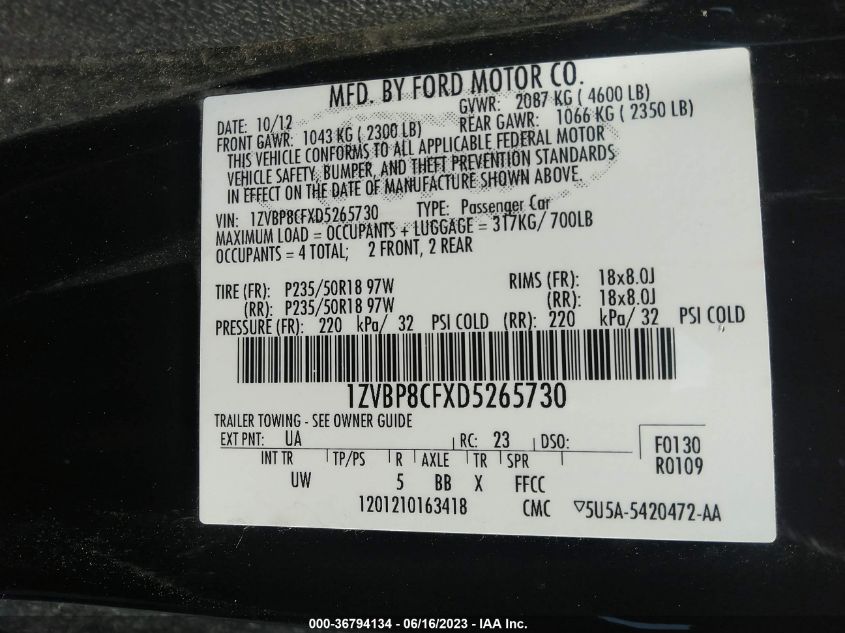 MFD. BY FORD MOTOR CO.
DATE: 10/12 GVWR: 2087 KG ( 4600 LB)
FRONT GAWR: 1043 KG ( 2300 LB) REAR GAWR: 1066 KG ( 2350 LB)
THIS VEHICLE CONFORMS TO ALL APPLICABLE FEDERAL MOTOR
VEHICLE SAFETY, BUMPER, AND THEFT PREVENTION STANDARDS
IN EFFECT ON THE DATE OF MANUFACTURE SHOWN ABOVE.
VIN: 1ZVBP8CFXD5265730 TYPE: Passenger Car
MAXIMUM LOAD = OCCUPANTS + LUGGAGE = 317KG/ 700LB
OCCUPANTS = 4 TOTAL; 2 FRONT, 2 REAR
TIRE (FR): P235/50R18 97W RIMS (FR): 18x8.0J
(RR): P235/50R18 97W (RR): 18x8.0J
PRESSURE (FR): 220 kPa/ 32 PSI COLD (RR): 220 kPa/ 32 PSI COLD
1ZVBP8CFXD5265730
TRAILER TOWING - SEE OWNER GUIDE
EXT PNT: UA RC: 23 DSO: F0130
INT TR TP/PS R AXLE TR SPR R0109
UW 5 BB X FFCC
1201210163418 CMC ▽5U5A-5420472-AA
000-36794134 - 06/16/2023 - IAA Inc.